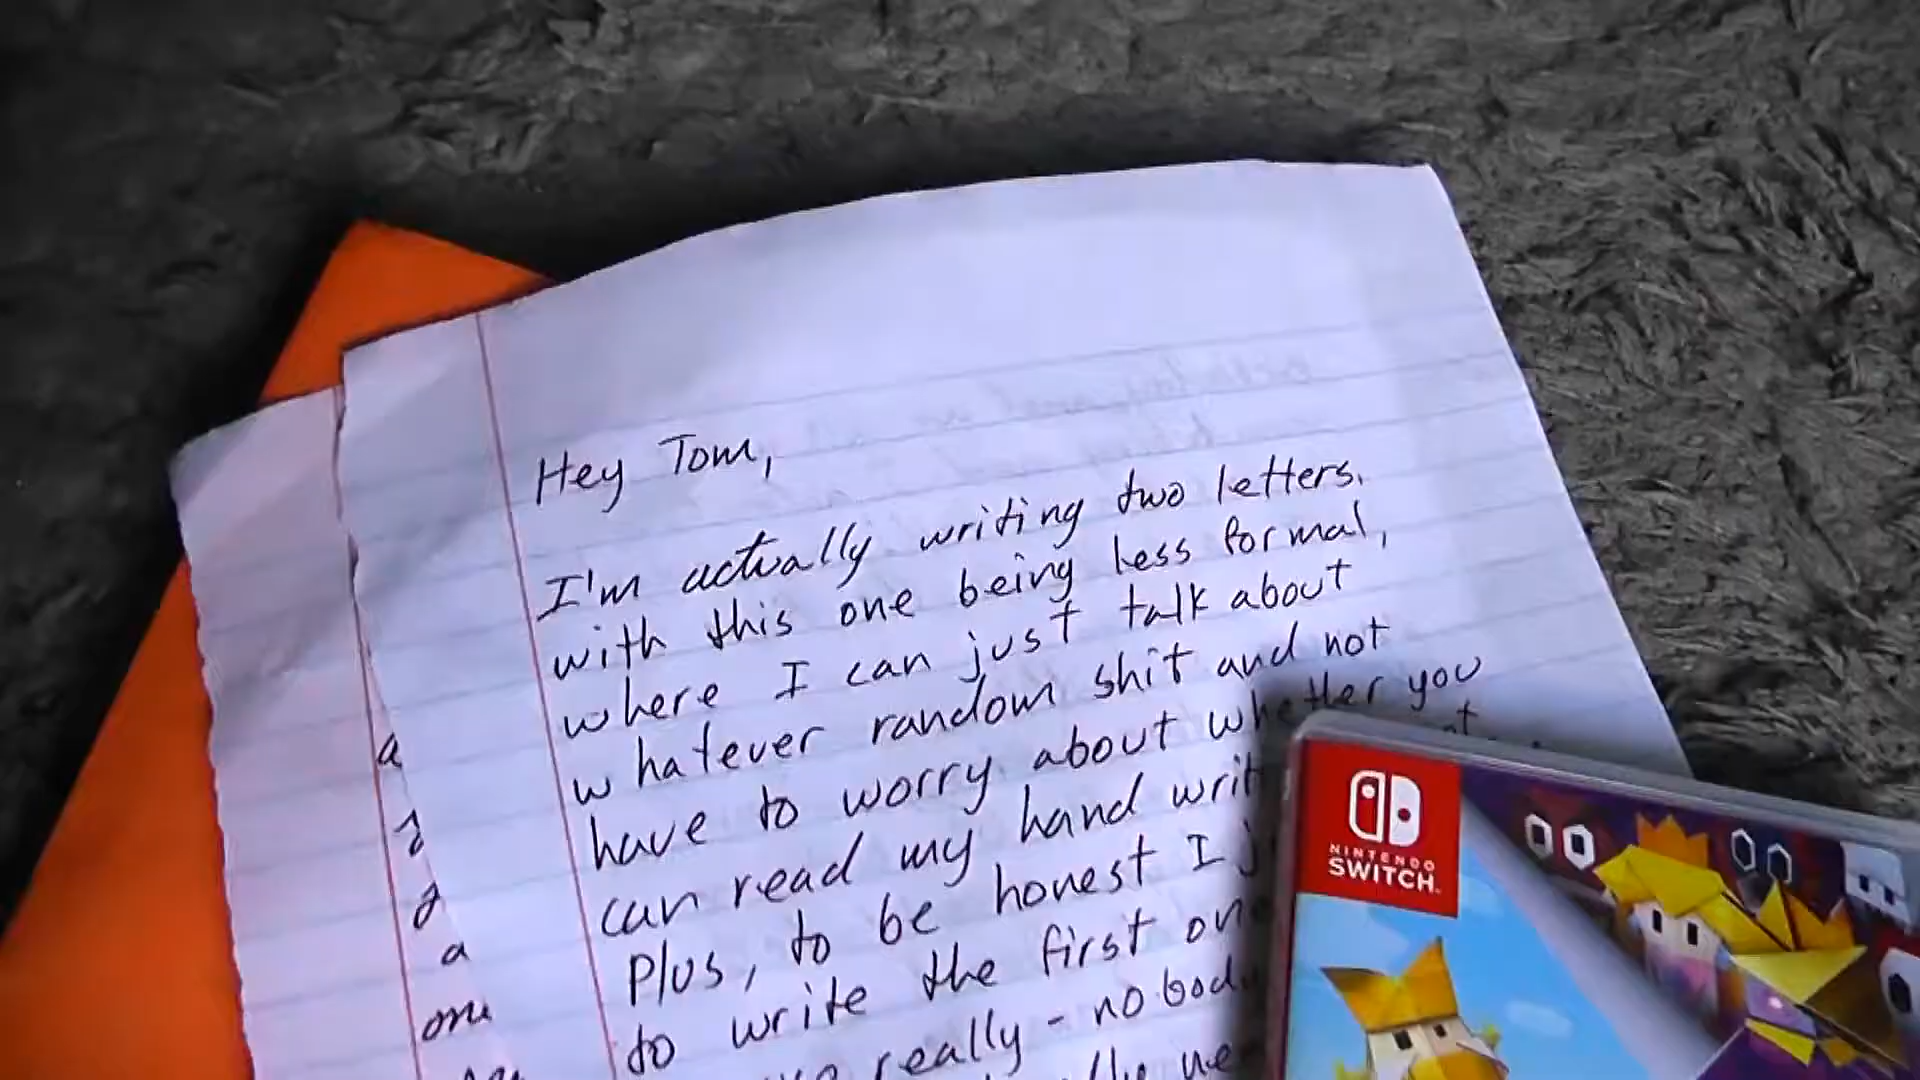 Hey Tom,
I'm actually writing two letters.
with this one being less formal,
where I can just talk about
whatever random shit and not
have to worry about whether you
can read my hand writ
Plus, to be honest I j
to write the first on
really - nobod
a
a
on
NINTENDO
SWITCH